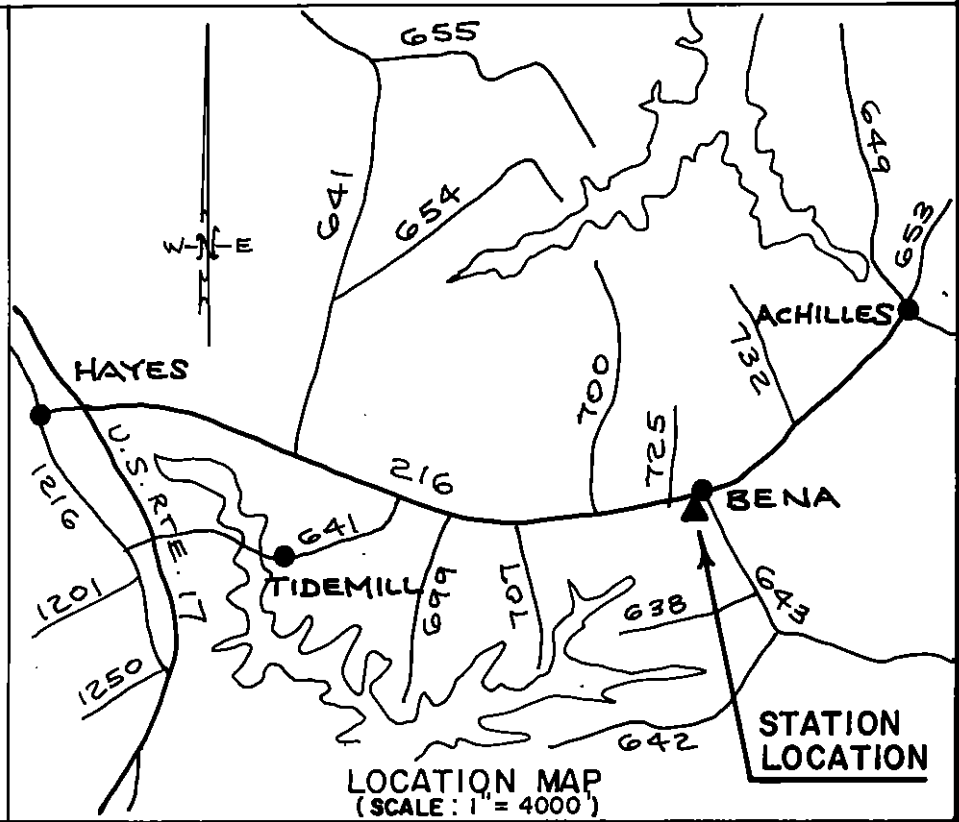 655
641
654
649
653
W E
ACHILLES
HAYES
732
700
725
216
BENA
U.S. RTE. 17
1216
641
TIDEMILL
699
707
638
643
1201
1250
642
STATION
LOCATION
LOCATION MAP
(SCALE: 1" = 4000')